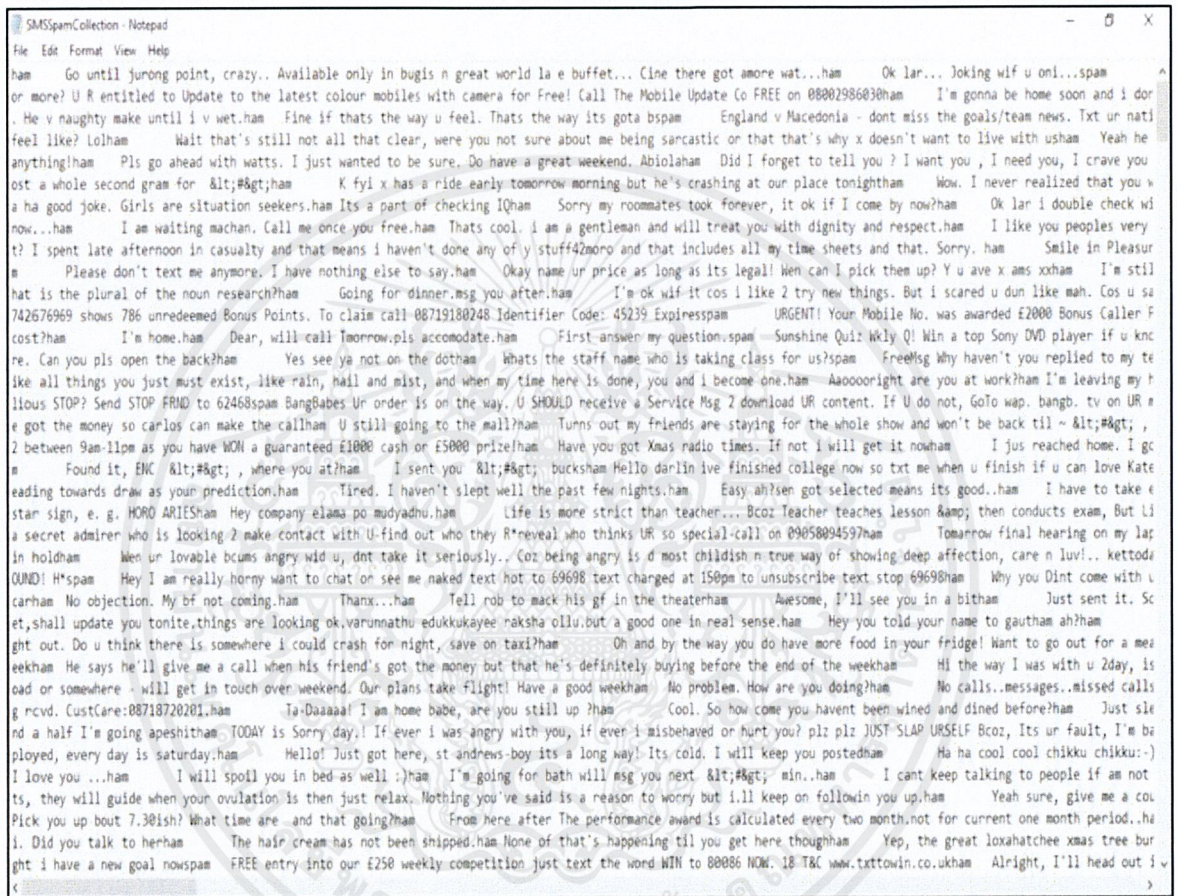 SMSSpamCollection - Notepad
File Edit Format View Help
ham Go until jurong point, crazy.. Available only in bugis n great world la e buffet... Cine there got amore wat...ham Ok lar... Joking wif u oni...spam
or more? U R entitled to Update to the latest colour mobiles with camera for Free! Call The Mobile Update Co FREE on 08002986030ham I'm gonna be home soon and i don
. He v naughty make until i v wet.ham Fine if thats the way u feel. Thats the way its gota bspam England v Macedonia - dont miss the goals/team news. Txt ur nati
feel like? Lolham Wait that's still not all that clear, were you not sure about me being sarcastic or that that's why x doesn't want to live with usham Yeah he
anything!ham Pls go ahead with watts. I just wanted to be sure. Do have a great weekend. Abiolaham Did I forget to tell you ? I want you , I need you, I crave you
ost a whole second gram for &lt;#&gt;ham K fyi x has a ride early tomorrow morning but he's crashing at our place tonightham Wow. I never realized that you w
a ha good joke. Girls are situation seekers.ham Its a part of checking IQham Sorry my roommates took forever, it ok if I come by now?ham Ok lar i double check wi
now...ham I am waiting machan. Call me once you free.ham Thats cool. i am a gentleman and will treat you with dignity and respect.ham I like you peoples very
t? I spent late afternoon in casualty and that means i haven't done any of y stuff42moro and that includes all my time sheets and that. Sorry. ham Smile in Pleasur
m Please don't text me anymore. I have nothing else to say.ham Okay name ur price as long as its legal! Wen can I pick them up? Y u ave x ams xxham I'm stil
hat is the plural of the noun research?ham Going for dinner.msg you after.ham I'm ok wif it cos i like 2 try new things. But i scared u dun like mah. Cos u sa
742676969 shows 786 unredeemed Bonus Points. To claim call 08719180248 Identifier Code: 45239 Expiresspam URGENT! Your Mobile No. was awarded £2000 Bonus Caller F
cost?ham I'm home.ham Dear, will call Tmorrow.pls accomodate.ham First answer my question.spam Sunshine Quiz Wkly Q! Win a top Sony DVD player if u knc
re. Can you pls open the back?ham Yes see ya not on the dotham Whats the staff name who is taking class for us?spam FreeMsg Why haven't you replied to my te
ike all things you just must exist, like rain, hail and mist, and when my time here is done, you and i become one.ham Aaooooright are you at work?ham I'm leaving my h
lious STOP? Send STOP FRND to 62468spam BangBabes Ur order is on the way. U SHOULD receive a Service Msg 2 download UR content. If U do not, GoTo wap. bangb. tv on UR m
e got the money so carlos can make the callham U still going to the mall?ham Turns out my friends are staying for the whole show and won't be back til ~ &lt;#&gt; ,
2 between 9am-11pm as you have WON a guaranteed £1000 cash or £5000 prize!ham Have you got Xmas radio times. If not i will get it nowham I jus reached home. I go
m Found it, ENC &lt;#&gt; , where you at?ham I sent you &lt;#&gt; bucksham Hello darlin ive finished college now so txt me when u finish if u can love Kate
eading towards draw as your prediction.ham Tired. I haven't slept well the past few nights.ham Easy ah?sen got selected means its good..ham I have to take e
star sign, e. g. HORO ARIESham Hey company elama po mudyadhu.ham Life is more strict than teacher... Bcoz Teacher teaches lesson &amp; then conducts exam, But Li
a secret admirer who is looking 2 make contact with U-find out who they R*reveal who thinks UR so special-call on 09058094597ham Tomarrow final hearing on my lap
in holdham Wen ur lovable bcums angry wid u, dnt take it seriously.. Coz being angry is d most childish n true way of showing deep affection, care n luv!.. kettoda
OUND! H*spam Hey I am really horny want to chat or see me naked text hot to 69698 text charged at 150pm to unsubscribe text stop 69698ham Why you Dint come with u
carham No objection. My bf not coming.ham Thanx...ham Tell rob to mack his gf in the theaterham Awesome, I'll see you in a bitham Just sent it. So
et,shall update you tonite.things are looking ok.varunnathu edukkukayee raksha ollu.but a good one in real sense.ham Hey you told your name to gautham ah?ham
ght out. Do u think there is somewhere i could crash for night, save on taxi?ham Oh and by the way you do have more food in your fridge! Want to go out for a mea
eekham He says he'll give me a call when his friend's got the money but that he's definitely buying before the end of the weekham Hi the way I was with u 2day, is
oad or somewhere - will get in touch over weekend. Our plans take flight! Have a good weekham No problem. How are you doing?ham No calls..messages..missed calls
g rcvd. CustCare:08718720201.ham Ta-Daaaaa! I am home babe, are you still up ?ham Cool. So how come you havent been wined and dined before?ham Just sle
nd a half I'm going apeshitham TODAY is Sorry day.! If ever i was angry with you, if ever i misbehaved or hurt you? plz plz JUST SLAP URSELF Bcoz, Its ur fault, I'm ba
ployed, every day is saturday.ham Hello! Just got here, st andrews-boy its a long way! Its cold. I will keep you postedham Ha ha cool cool chikku chikku:-)
I love you ...ham I will spoil you in bed as well :)ham I'm going for bath will msg you next &lt;#&gt; min..ham I cant keep talking to people if am not
ts, they will guide when your ovulation is then just relax. Nothing you've said is a reason to worry but i.ll keep on followin you up.ham Yeah sure, give me a cou
Pick you up bout 7.30ish? What time are and that going?ham From here after The performance award is calculated every two month.not for current one month period..ha
i. Did you talk to herham The hair cream has not been shipped.ham None of that's happening til you get here thoughham Yep, the great loxahatchee xmas tree bur
ght i have a new goal nowspam FREE entry into our £250 weekly competition just text the word WIN to 80086 NOW. 18 T&C www.txttowin.co.ukham Alright, I'll head out i